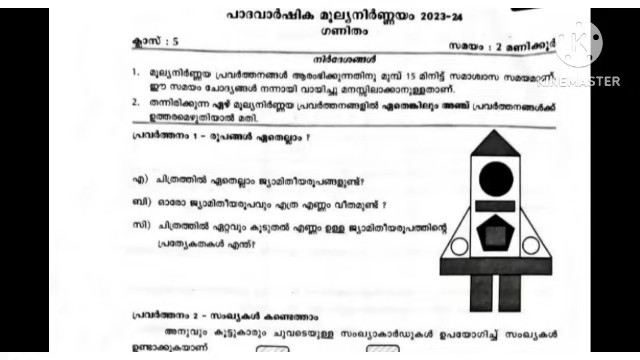 പാദവാർഷിക മൂല്യനിർണ്ണയം 2023-24
ഗണിതം
ക്ലാസ് : 5
സമയം : 2 മണിക്കൂർ
നിർദേശങ്ങൾ
1. മൂല്യനിർണ്ണയ പ്രവർത്തനങ്ങൾ ആരംഭിക്കുന്നതിനു മുമ്പ് 15 മിനിട്ട് സമാശ്വാസ സമയമാണ്.
ഈ സമയം ചോദ്യങ്ങൾ നന്നായി വായിച്ചു മനസ്സിലാക്കാനുള്ളതാണ്.
2. തന്നിരിക്കുന്ന ഏഴ് മൂല്യനിർണ്ണയ പ്രവർത്തനങ്ങളിൽ ഏതെങ്കിലും അഞ്ച് പ്രവർത്തനങ്ങൾക്ക്
ഉത്തരമെഴുതിയാൽ മതി.
പ്രവർത്തനം 1 - രൂപങ്ങൾ ഏതെല്ലാം ?
എ) ചിത്രത്തിൽ ഏതെല്ലാം ജ്യാമിതീയരൂപങ്ങളുണ്ട്?
ബി) ഓരോ ജ്യാമിതീയരൂപവും എത്ര എണ്ണം വീതമുണ്ട് ?
സി) ചിത്രത്തിൽ ഏറ്റവും കൂടുതൽ എണ്ണം ഉള്ള ജ്യാമിതീയരൂപത്തിന്റെ
പ്രത്യേകതകൾ എന്ത്?
പ്രവർത്തനം 2 - സംഖ്യകൾ കണ്ടെത്താം
അനുവും കൂട്ടുകാരും ചുവടെയുള്ള സംഖ്യാകാർഡുകൾ ഉപയോഗിച്ച് സംഖ്യകൾ
ഉണ്ടാക്കുകയാണ്
KINEMASTER